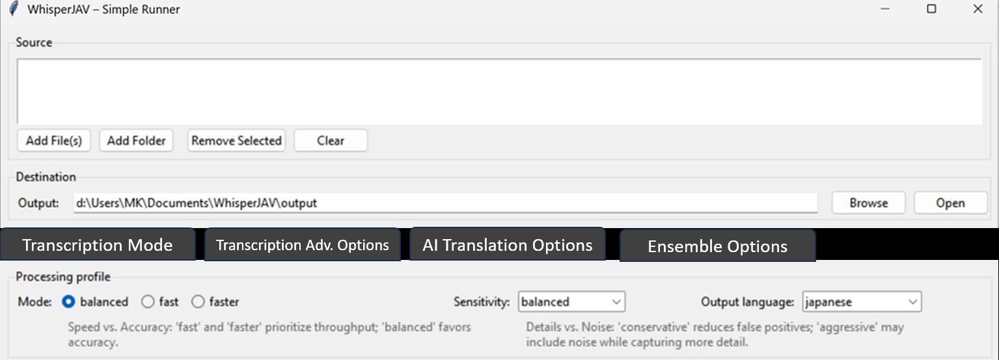 WhisperJAV – Simple Runner
Source
Add File(s) Add Folder Remove Selected Clear
Destination
Output: d:\Users\MK\Documents\WhisperJAV\output Browse Open
Transcription Mode Transcription Adv. Options AI Translation Options Ensemble Options
Processing profile
Mode: balanced fast faster Sensitivity: balanced Output language: japanese
Speed vs. Accuracy: 'fast' and 'faster' prioritize throughput; 'balanced' favors
accuracy.
Details vs. Noise: 'conservative' reduces false positives; 'aggressive' may
include noise while capturing more detail.